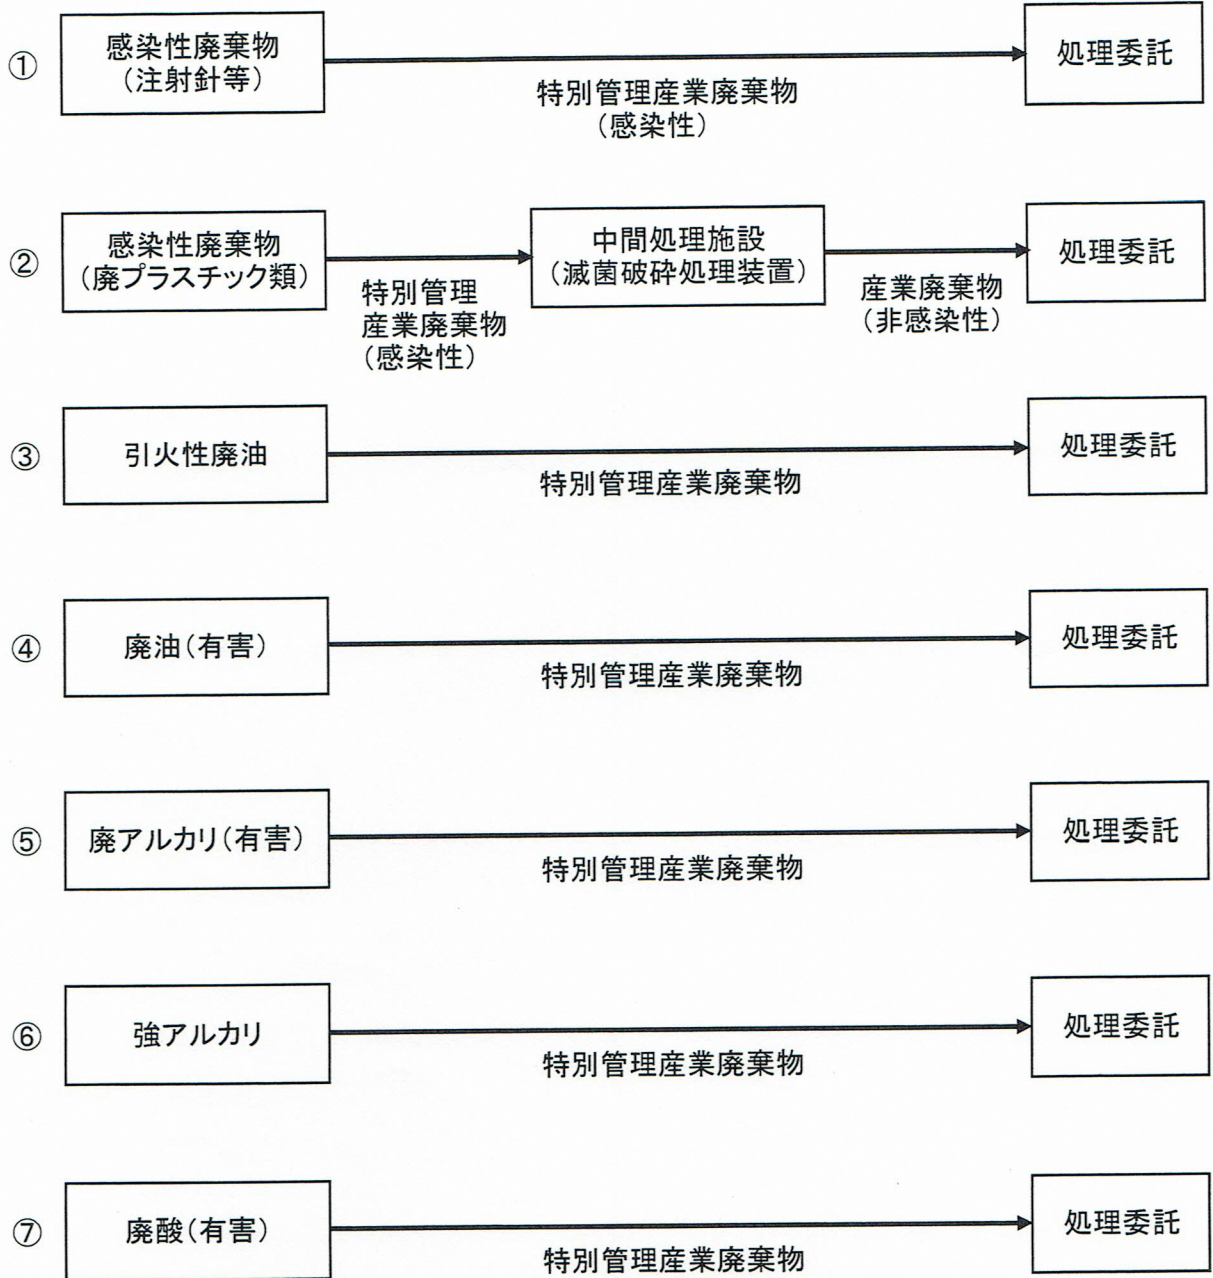 ①
感染性廃棄物
(注射針等)
特別管理産業廃棄物
(感染性)
処理委託
②
感染性廃棄物
(廃プラスチック類)
特別管理
産業廃棄物
(感染性)
中間処理施設
(滅菌破砕処理装置)
産業廃棄物
(非感染性)
処理委託
③
引火性廃油
特別管理産業廃棄物
処理委託
④
廃油(有害)
特別管理産業廃棄物
処理委託
⑤
廃アルカリ(有害)
特別管理産業廃棄物
処理委託
⑥
強アルカリ
特別管理産業廃棄物
処理委託
⑦
廃酸(有害)
特別管理産業廃棄物
処理委託